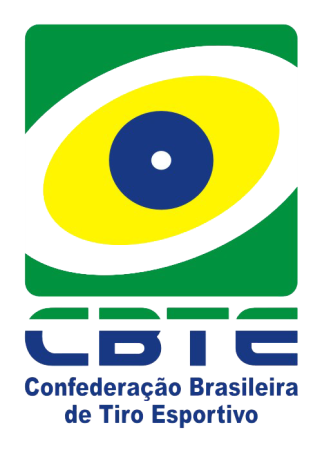 CBTE
Confederação Brasileira
de Tiro Esportivo